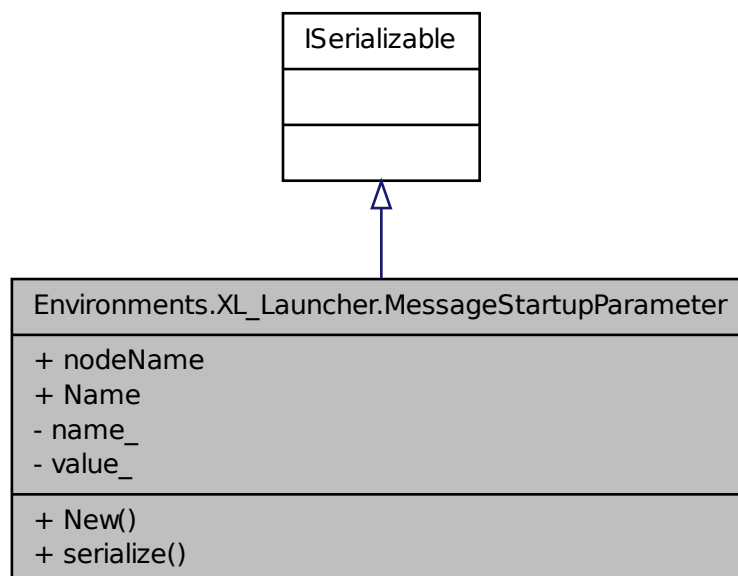 ISerializable
Environments.XL_Launcher.MessageStartupParameter
+ nodeName
+ Name
- name_
- value_
+ New()
+ serialize()